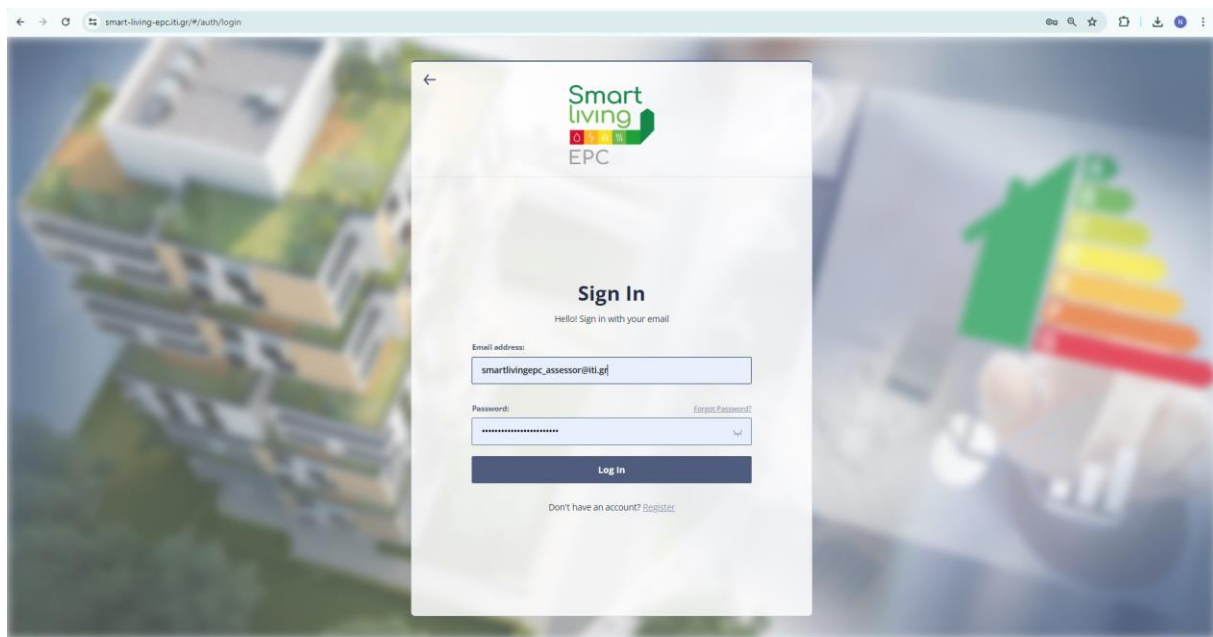 smart-living-epc.iti.gr/#/auth/login
N
Smart
living
EPC
Sign In
Hello! Sign in with your email
Email address:
smartlivingepc_assessor@iti.gr
Password: Forgot Password?
••••••••••••••••••••••••
Log In
Don't have an account? Register